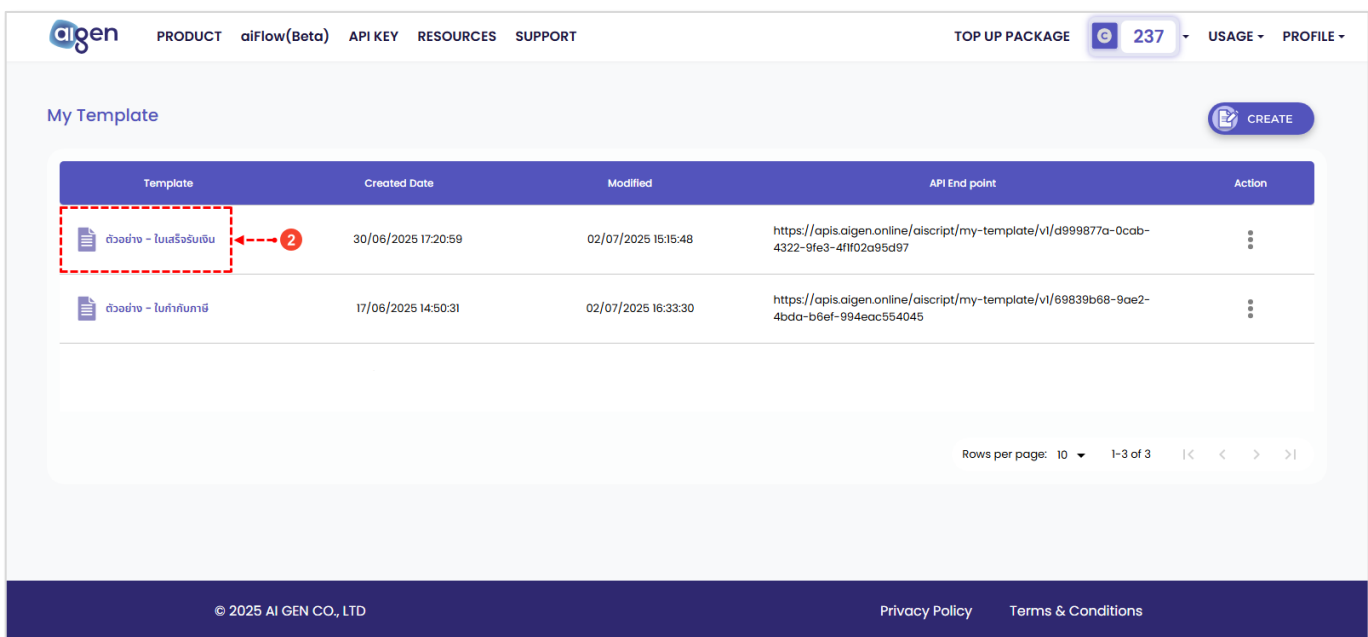 aigen PRODUCT aiFlow(Beta) API KEY RESOURCES SUPPORT TOP UP PACKAGE C 237 USAGE PROFILE
My Template
CREATE
Template Created Date Modified API End point Action
ตัวอย่าง - ใบเสร็จรับเงิน 2 30/06/2025 17:20:59 02/07/2025 15:15:48 https://apis.aigen.online/aiscript/my-template/v1/d999877a-0cab-
4322-9fe3-4f1f02a95d97
ตัวอย่าง - ใบกำกับภาษี 17/06/2025 14:50:31 02/07/2025 16:33:30 https://apis.aigen.online/aiscript/my-template/v1/69839b68-9ae2-
4bda-b6ef-994eac554045
Rows per page: 10 1-3 of 3
© 2025 AI GEN CO., LTD Privacy Policy Terms & Conditions